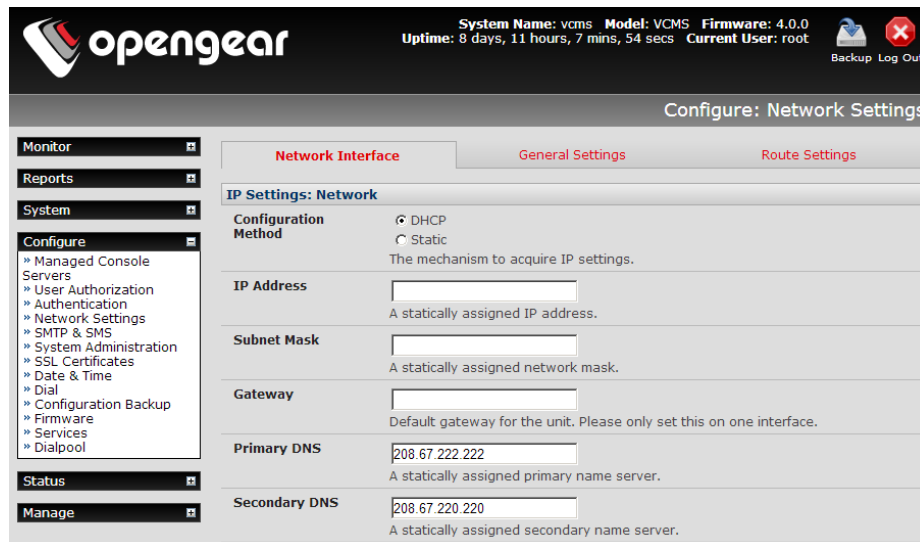 opengear
System Name: vcms Model: VCMS Firmware: 4.0.0
Uptime: 8 days, 11 hours, 7 mins, 54 secs Current User: root
Backup Log Out
Configure: Network Settings
Monitor
Reports
System
Configure
» Managed Console
Servers
» User Authorization
» Authentication
» Network Settings
» SMTP & SMS
» System Administration
» SSL Certificates
» Date & Time
» Dial
» Configuration Backup
» Firmware
» Services
» Dialpool
Status
Manage
Network Interface General Settings Route Settings
IP Settings: Network
Configuration
Method
DHCP
Static
The mechanism to acquire IP settings.
IP Address
A statically assigned IP address.
Subnet Mask
A statically assigned network mask.
Gateway
Default gateway for the unit. Please only set this on one interface.
Primary DNS
208.67.222.222
A statically assigned primary name server.
Secondary DNS
208.67.220.220
A statically assigned secondary name server.